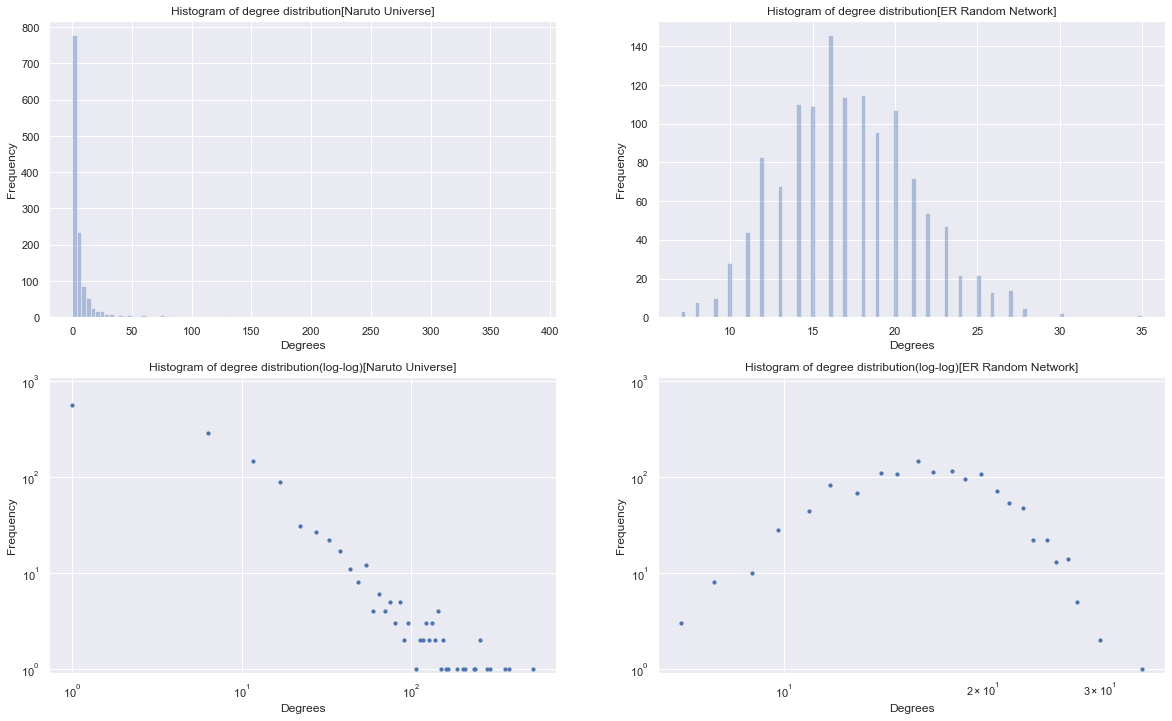 Histogram of degree distribution[Naruto Universe]
800
700
600
500
400
300
200
100
0
Frequency
0 50 100 150 200 250 300 350 400
Degrees
Histogram of degree distribution[ER Random Network]
140
120
100
80
60
40
20
0
Frequency
10 15 20 25 30 35
Degrees
Histogram of degree distribution(log-log)[Naruto Universe]
10³
10²
10¹
10⁰
Frequency
10⁰ 10¹ 10²
Degrees
Histogram of degree distribution(log-log)[ER Random Network]
10³
10²
10¹
10⁰
Frequency
10¹ 2 × 10¹ 3 × 10¹
Degrees